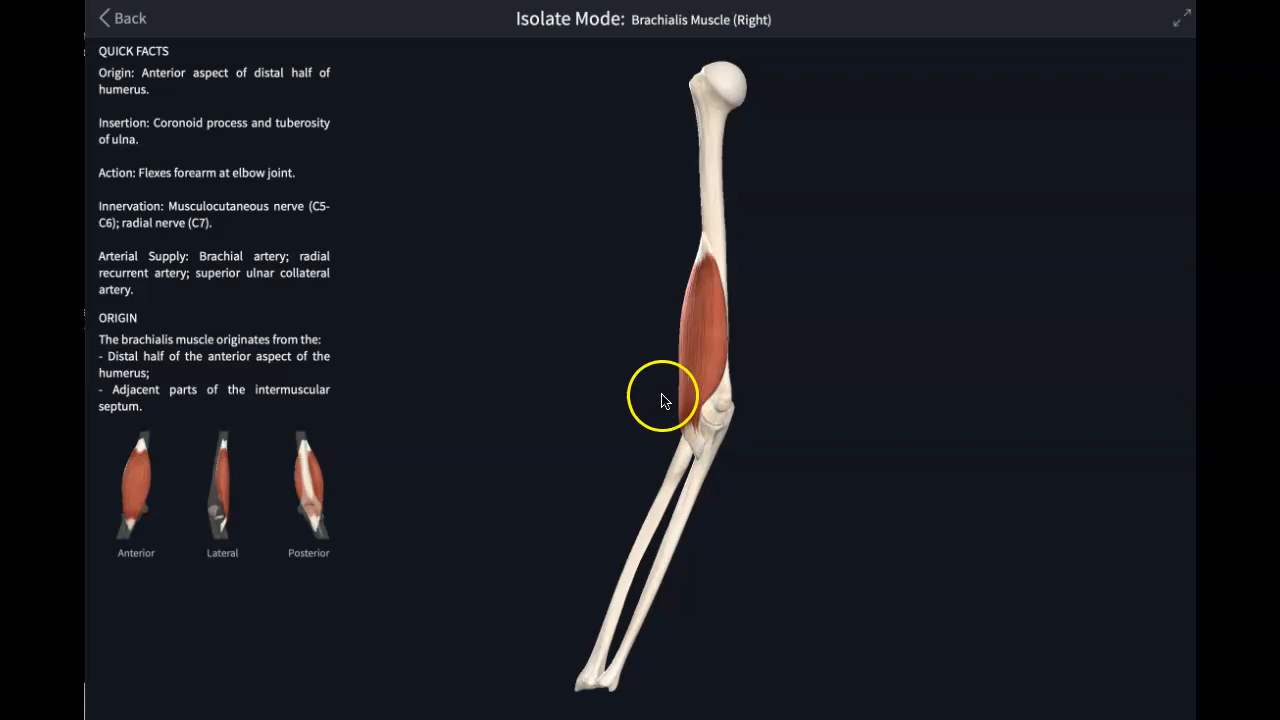 Back
Isolate Mode: Brachialis Muscle (Right)
QUICK FACTS
Origin: Anterior aspect of distal half of
humerus.
Insertion: Coronoid process and tuberosity
of ulna.
Action: Flexes forearm at elbow joint.
Innervation: Musculocutaneous nerve (C5-
C6); radial nerve (C7).
Arterial Supply: Brachial artery; radial
recurrent artery; superior ulnar collateral
artery.
ORIGIN
The brachialis muscle originates from the:
- Distal half of the anterior aspect of the
humerus;
- Adjacent parts of the intermuscular
septum.
Anterior Lateral Posterior